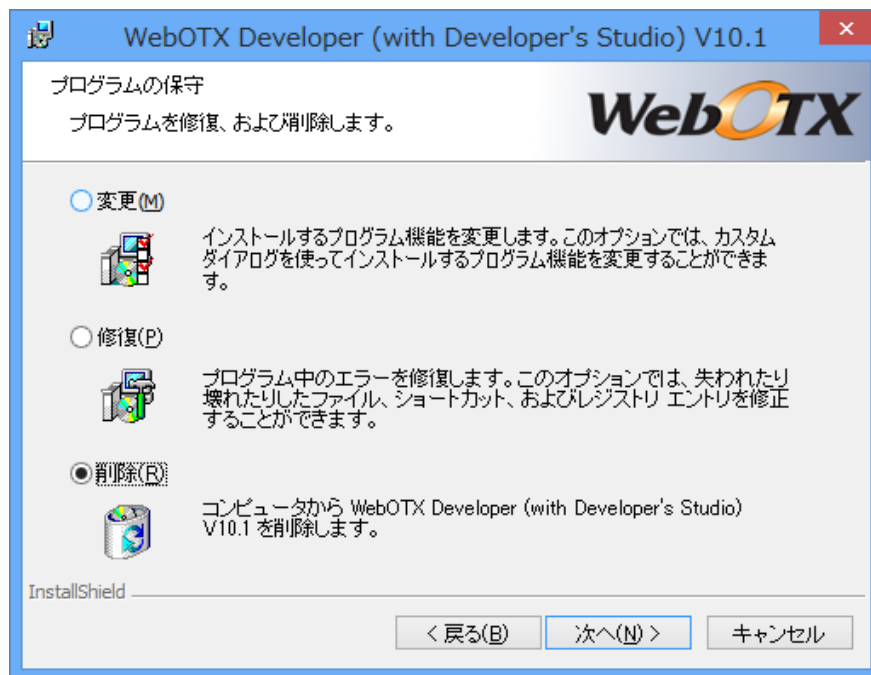 WebOTX Developer (with Developer's Studio) V10.1
プログラムの保守
プログラムを修復、および削除します。
WebOTX
変更(M)
インストールするプログラム機能を変更します。このオプションでは、カスタム
ダイアログを使ってインストールするプログラム機能を変更することができま
す。
修復(P)
プログラム中のエラーを修復します。このオプションでは、失われたり
壊れたりしたファイル、ショートカット、およびレジストリ エントリを修正
することができます。
削除(R)
コンピュータから WebOTX Developer (with Developer's Studio)
V10.1 を削除します。
InstallShield
< 戻る(B)
次へ(N) >
キャンセル